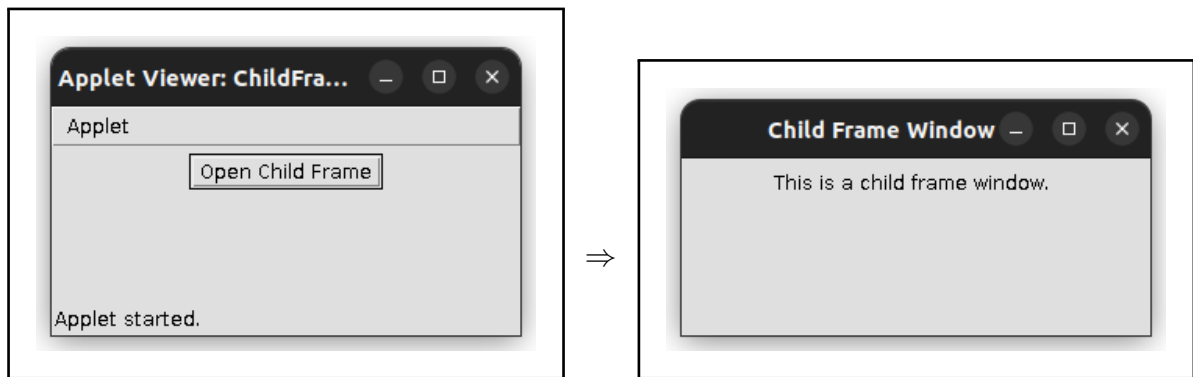 Applet Viewer: ChildFra...
Applet
Open Child Frame
Applet started.
⇒
Child Frame Window
This is a child frame window.